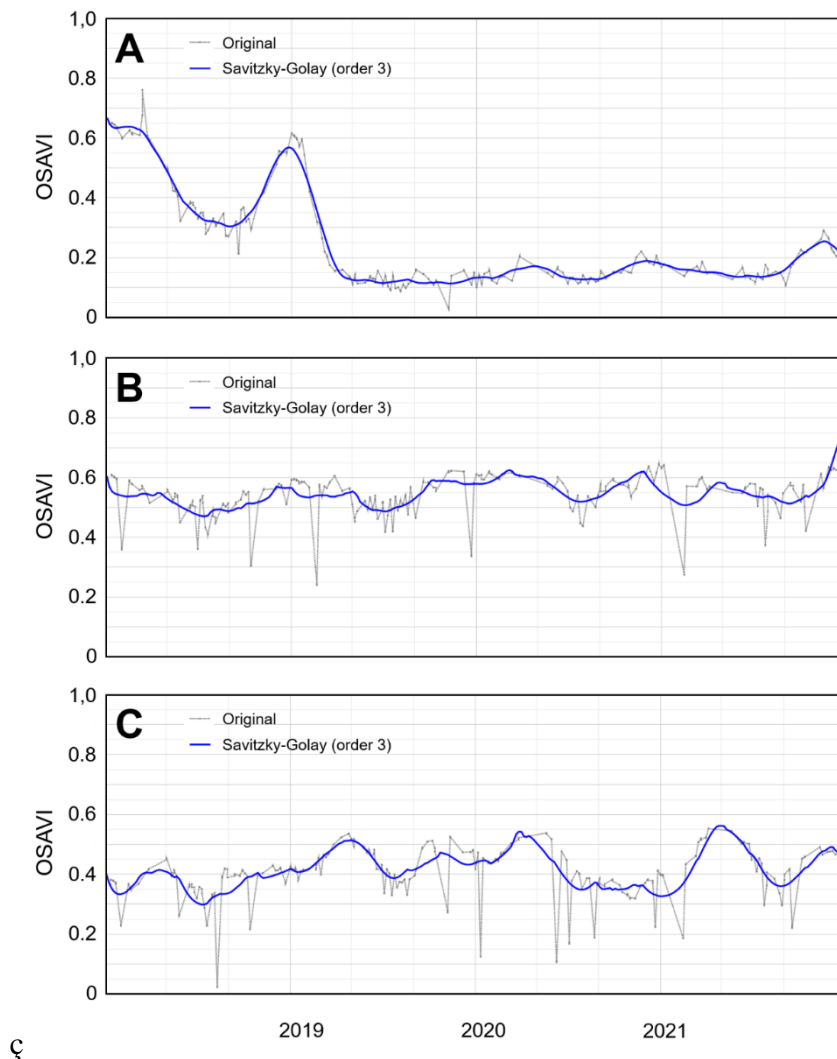 1,0
A
Original
Savitzky-Golay (order 3)
0.8
0.6
OSAVI
0.4
0.2
0
1,0
B
Original
Savitzky-Golay (order 3)
0.8
0.6
OSAVI
0.4
0.2
0
1,0
C
Original
Savitzky-Golay (order 3)
0.8
0.6
OSAVI
0.4
0.2
0
2019 2020 2021
ç